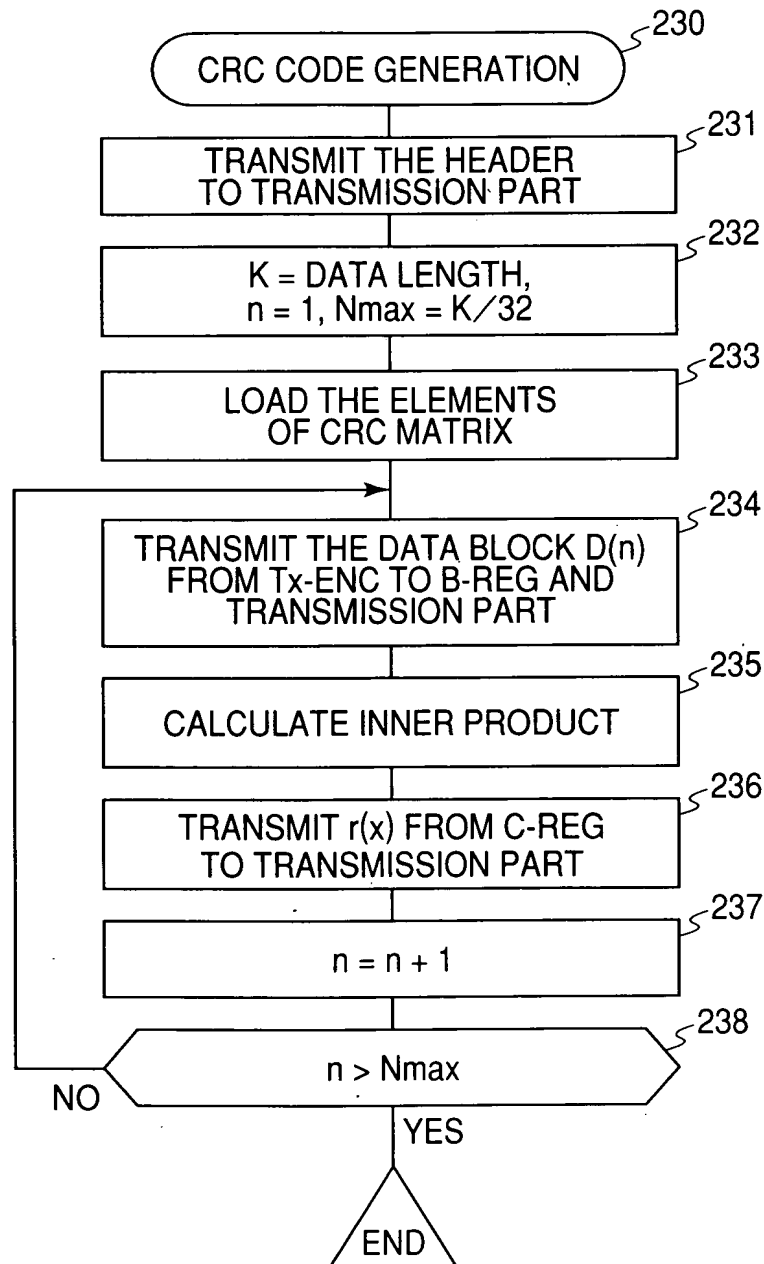 230
CRC CODE GENERATION
231
TRANSMIT THE HEADER
TO TRANSMISSION PART
232
K = DATA LENGTH,
n = 1, Nmax = K/32
233
LOAD THE ELEMENTS
OF CRC MATRIX
234
TRANSMIT THE DATA BLOCK D(n)
FROM Tx-ENC TO B-REG AND
TRANSMISSION PART
235
CALCULATE INNER PRODUCT
236
TRANSMIT r(x) FROM C-REG
TO TRANSMISSION PART
237
n = n + 1
238
n > Nmax
NO
YES
END